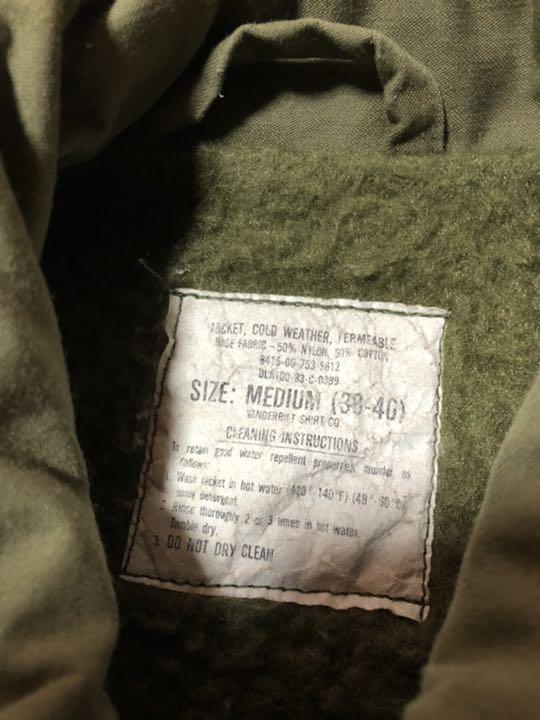 JACKET, COLD WEATHER, PERMEABLE
BASE FABRIC - 50% NYLON, 50% COTTON
8415-00-753-5612
DLA100-83-C-0389
SIZE: MEDIUM (38-40)
VANDERBILT SHIRT CO
CLEANING INSTRUCTIONS
To retain good water repellent properties launder as
follows:
1. Wash jacket in hot water (120°-140°F) (49°-60°C)
using detergent.
2. Rinse thoroughly 2 or 3 times in hot water.
Tumble dry.
3. DO NOT DRY CLEAN